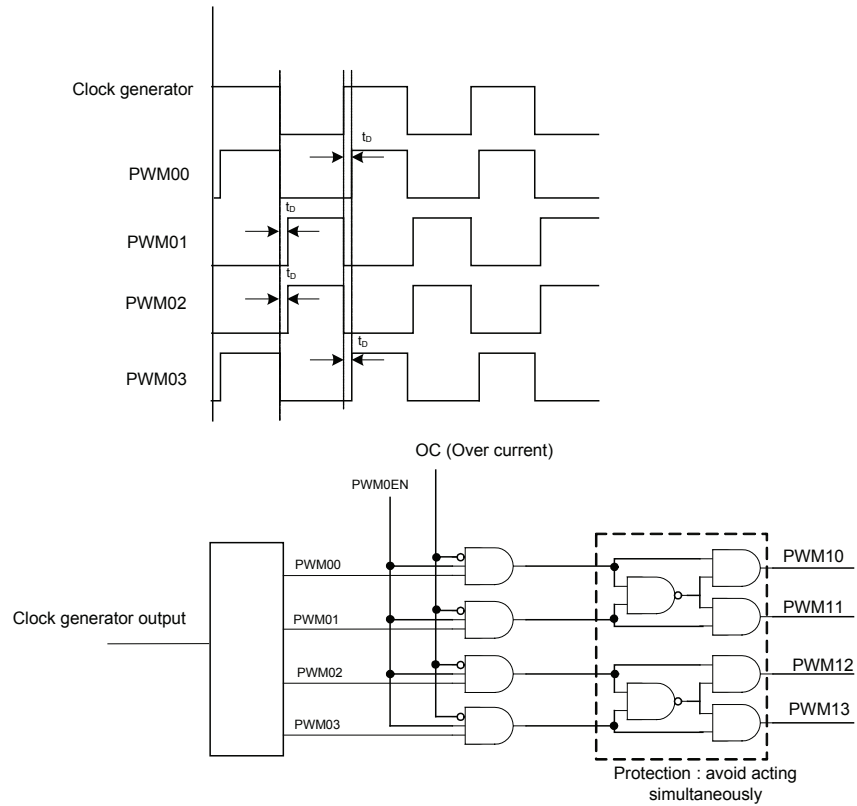 Clock generator
tD
PWM00
tD
PWM01
tD
PWM02
tD
PWM03
OC (Over current)
PWM0EN
PWM00
PWM10
Clock generator output
PWM01
PWM11
PWM02
PWM12
PWM03
PWM13
Protection : avoid acting
simultaneously